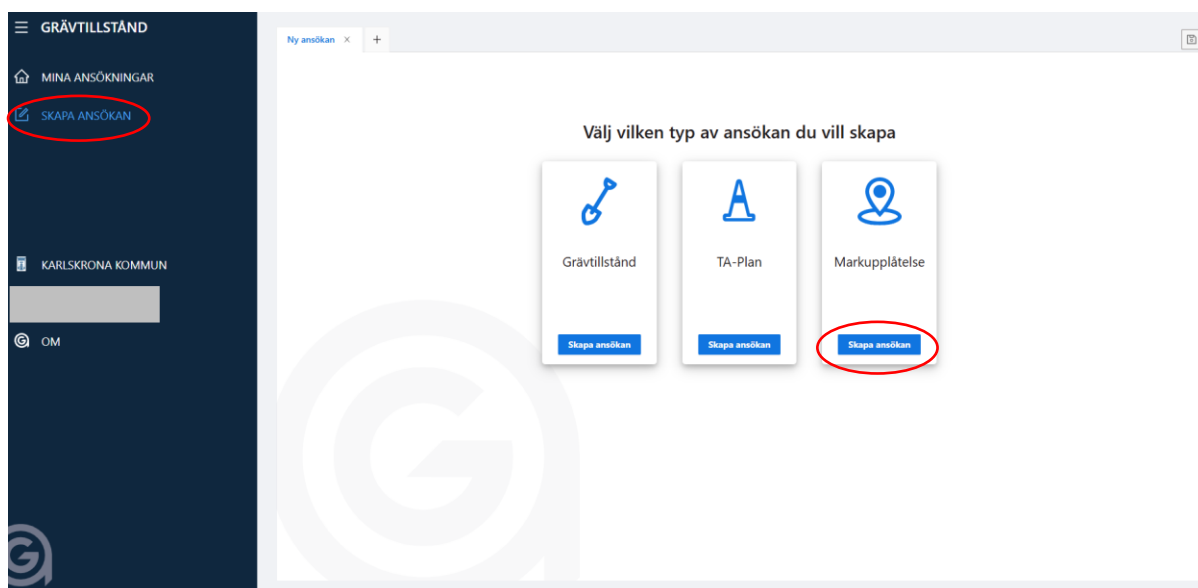 GRÄVTILLSTÅND
MINA ANSÖKNINGAR
SKAPA ANSÖKAN
KARLSKRONA KOMMUN
OM
Ny ansökan × +
Välj vilken typ av ansökan du vill skapa
Grävtillstånd
Skapa ansökan
TA-Plan
Skapa ansökan
Markupplåtelse
Skapa ansökan